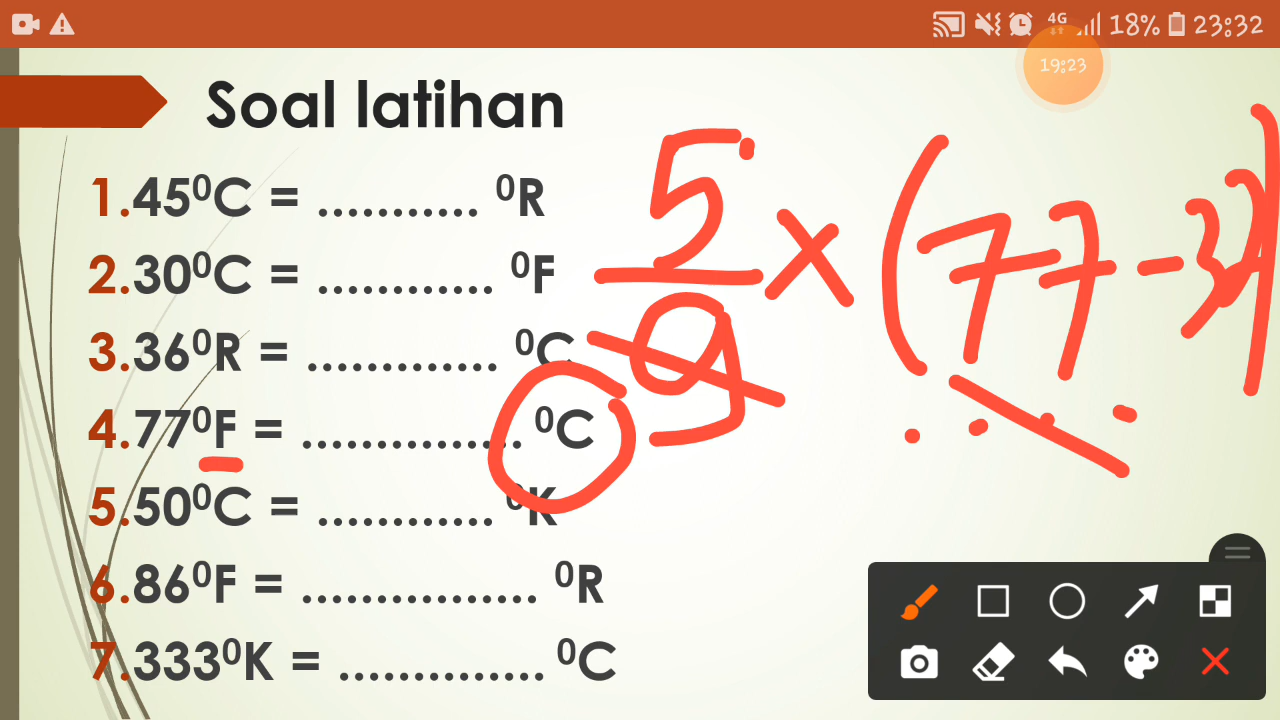 4G 18% 23:32
19:23
Soal latihan
1.45⁰C = ........... ⁰R
2.30⁰C = ............ ⁰F
3.36⁰R = ............. ⁰C
4.77⁰F = ............... ⁰C
5.50⁰C = ............ ⁰K
6.86⁰F = ................ ⁰R
7.333⁰K = .............. ⁰C
5/9 × (77-32)